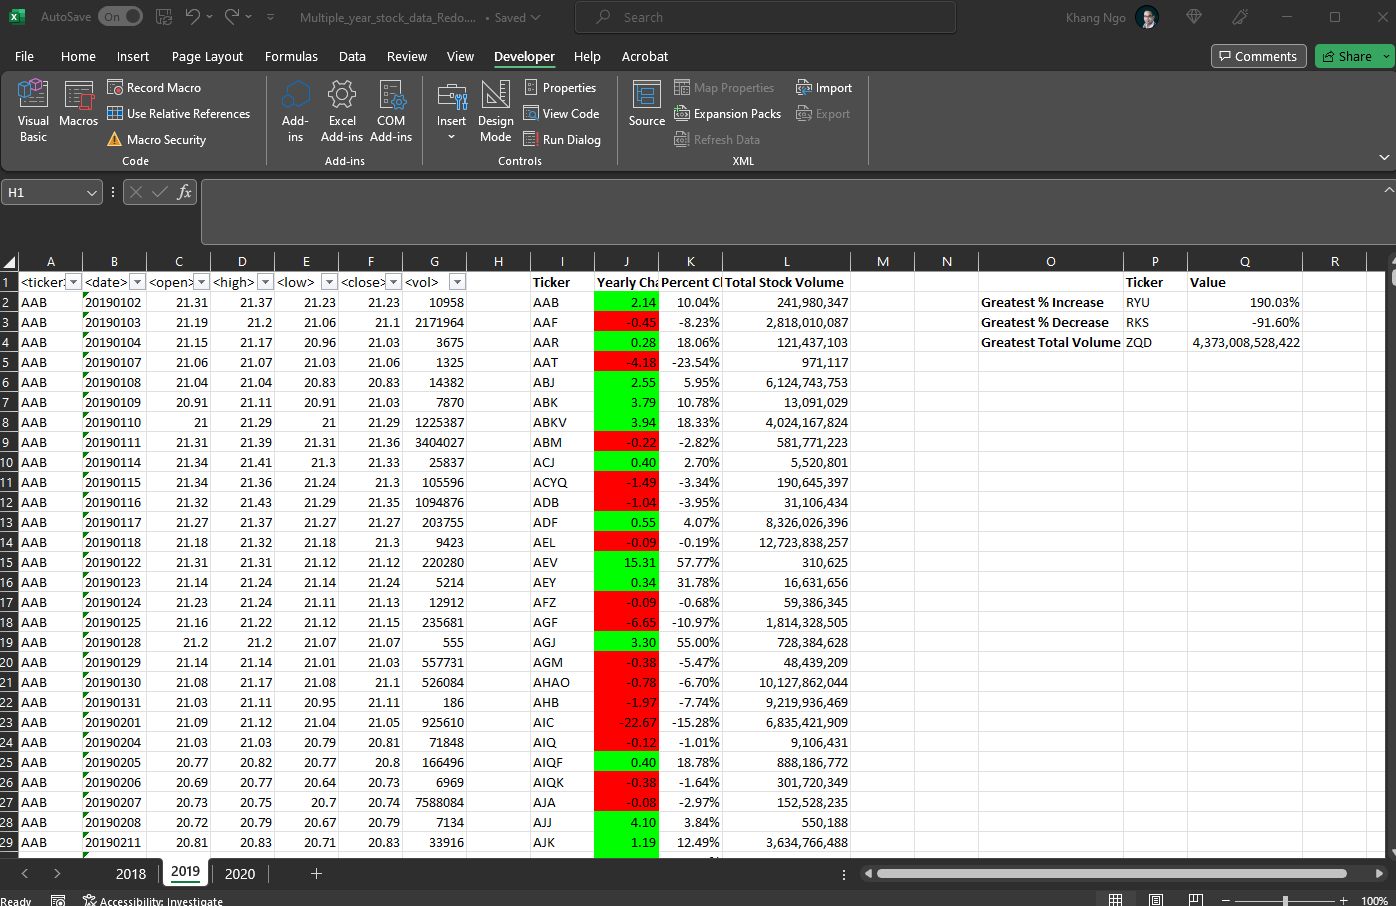 AutoSave On Multiple_year_stock_data_Redo.... • Saved Search Khang Ngo
File Home Insert Page Layout Formulas Data Review View Developer Help Acrobat Comments Share
Visual Basic Macros Record Macro Use Relative References Macro Security Code
Add-ins Excel Add-ins COM Add-ins Add-ins
Insert Design Mode Properties View Code Run Dialog Controls
Source Map Properties Expansion Packs Refresh Data Import Export XML
H1 fx
A B C D E F G H I J K L M N O P Q R
1 <ticker> <date> <open> <high> <low> <close> <vol> Ticker Yearly Cha Percent Cl Total Stock Volume Ticker Value
2 AAB 20190102 21.31 21.37 21.23 21.23 10958 AAB 2.14 10.04% 241,980,347 Greatest % Increase RYU 190.03%
3 AAB 20190103 21.19 21.2 21.06 21.1 2171964 AAF -0.45 -8.23% 2,818,010,087 Greatest % Decrease RKS -91.60%
4 AAB 20190104 21.15 21.17 20.96 21.03 3675 AAR 0.28 18.06% 121,437,103 Greatest Total Volume ZQD 4,373,008,528,422
5 AAB 20190107 21.06 21.07 21.03 21.06 1325 AAT -4.18 -23.54% 971,117
6 AAB 20190108 21.04 21.04 20.83 20.83 14382 ABJ 2.55 5.95% 6,124,743,753
7 AAB 20190109 20.91 21.11 20.91 21.03 7870 ABK 3.79 10.78% 13,091,029
8 AAB 20190110 21 21.29 21 21.29 1225387 ABKV 3.94 18.33% 4,024,167,824
9 AAB 20190111 21.31 21.39 21.31 21.36 3404027 ABM -0.22 -2.82% 581,771,223
10 AAB 20190114 21.34 21.41 21.3 21.33 25837 ACJ 0.40 2.70% 5,520,801
11 AAB 20190115 21.34 21.36 21.24 21.3 105596 ACYQ -1.49 -3.34% 190,645,397
12 AAB 20190116 21.32 21.43 21.29 21.35 1094876 ADB -1.04 -3.95% 31,106,434
13 AAB 20190117 21.27 21.37 21.27 21.27 203755 ADF 0.55 4.07% 8,326,026,396
14 AAB 20190118 21.18 21.32 21.18 21.3 9423 AEL -0.09 -0.19% 12,723,838,257
15 AAB 20190122 21.31 21.31 21.12 21.12 220280 AEV 15.31 57.77% 310,625
16 AAB 20190123 21.14 21.24 21.14 21.24 5214 AEY 0.34 31.78% 16,631,656
17 AAB 20190124 21.23 21.24 21.11 21.13 12912 AFZ -0.09 -0.68% 59,386,345
18 AAB 20190125 21.16 21.22 21.12 21.15 235681 AGF -6.65 -10.97% 1,814,328,505
19 AAB 20190128 21.2 21.2 21.07 21.07 555 AGJ 3.30 55.00% 728,384,628
20 AAB 20190129 21.14 21.14 21.01 21.03 557731 AGM -0.38 -5.47% 48,439,209
21 AAB 20190130 21.08 21.17 21.08 21.1 526084 AHAO -0.78 -6.70% 10,127,862,044
22 AAB 20190131 21.03 21.11 20.95 21.11 186 AHB -1.97 -7.74% 9,219,936,469
23 AAB 20190201 21.09 21.12 21.04 21.05 925610 AIC -22.67 -15.28% 6,835,421,909
24 AAB 20190204 21.03 21.03 20.79 20.81 71848 AIQ -0.12 -1.01% 9,106,431
25 AAB 20190205 20.77 20.82 20.77 20.8 166496 AIQF 0.40 18.78% 888,186,772
26 AAB 20190206 20.69 20.77 20.64 20.73 6969 AIQK -0.38 -1.64% 301,720,349
27 AAB 20190207 20.73 20.75 20.7 20.74 7588084 AJA -0.08 -2.97% 152,528,235
28 AAB 20190208 20.72 20.79 20.67 20.79 7134 AJJ 4.10 3.84% 550,188
29 AAB 20190211 20.81 20.83 20.71 20.83 33916 AJK 1.19 12.49% 3,634,766,488
2018 2019 2020
Ready Accessibility: Investigate 100%